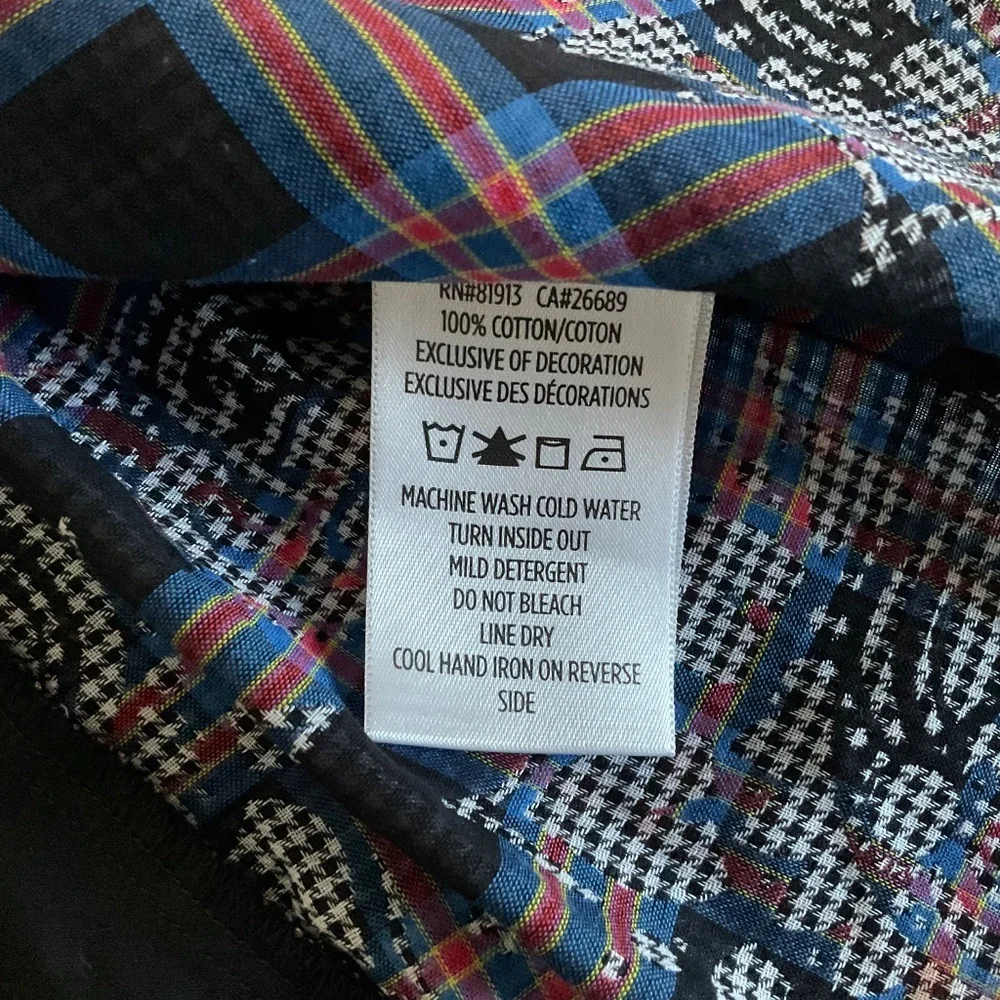 RN#81913 CA#26689
100% COTTON/COTON
EXCLUSIVE OF DECORATION
EXCLUSIVE DES DÉCORATIONS
MACHINE WASH COLD WATER
TURN INSIDE OUT
MILD DETERGENT
DO NOT BLEACH
LINE DRY
COOL HAND IRON ON REVERSE
SIDE